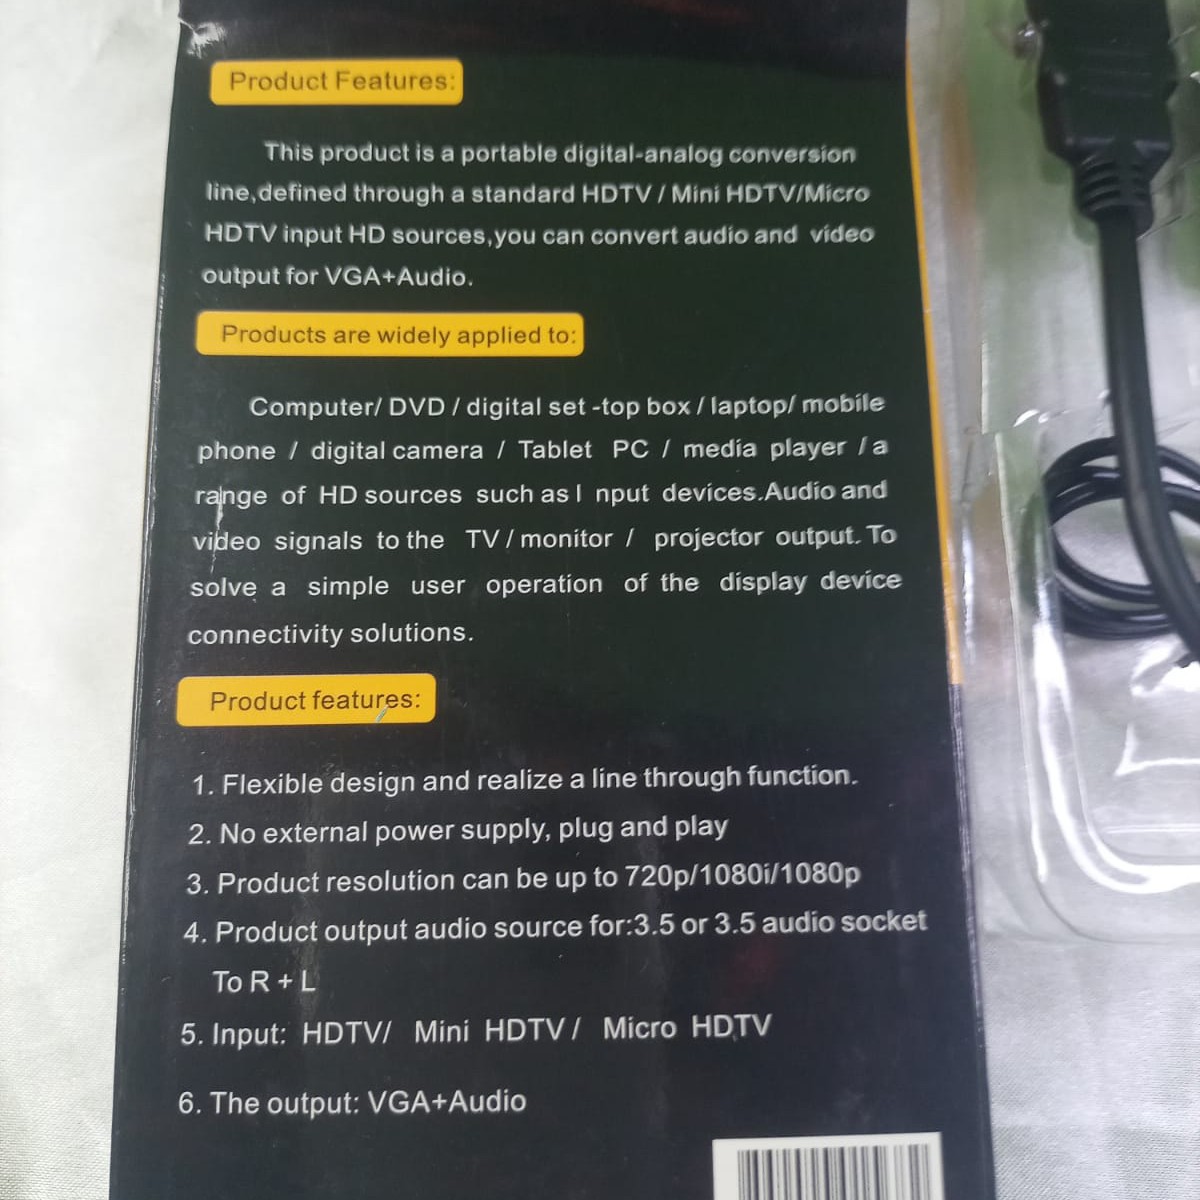 Product Features:
This product is a portable digital-analog conversion
line,defined through a standard HDTV / Mini HDTV/Micro
HDTV input HD sources,you can convert audio and video
output for VGA+Audio.
Products are widely applied to:
Computer/ DVD / digital set -top box / laptop/ mobile
phone / digital camera / Tablet PC / media player / a
range of HD sources such as I nput devices.Audio and
video signals to the TV / monitor / projector output. To
solve a simple user operation of the display device
connectivity solutions.
Product features:
1. Flexible design and realize a line through function.
2. No external power supply, plug and play
3. Product resolution can be up to 720p/1080i/1080p
4. Product output audio source for:3.5 or 3.5 audio socket
To R + L
5. Input: HDTV/ Mini HDTV / Micro HDTV
6. The output: VGA+Audio